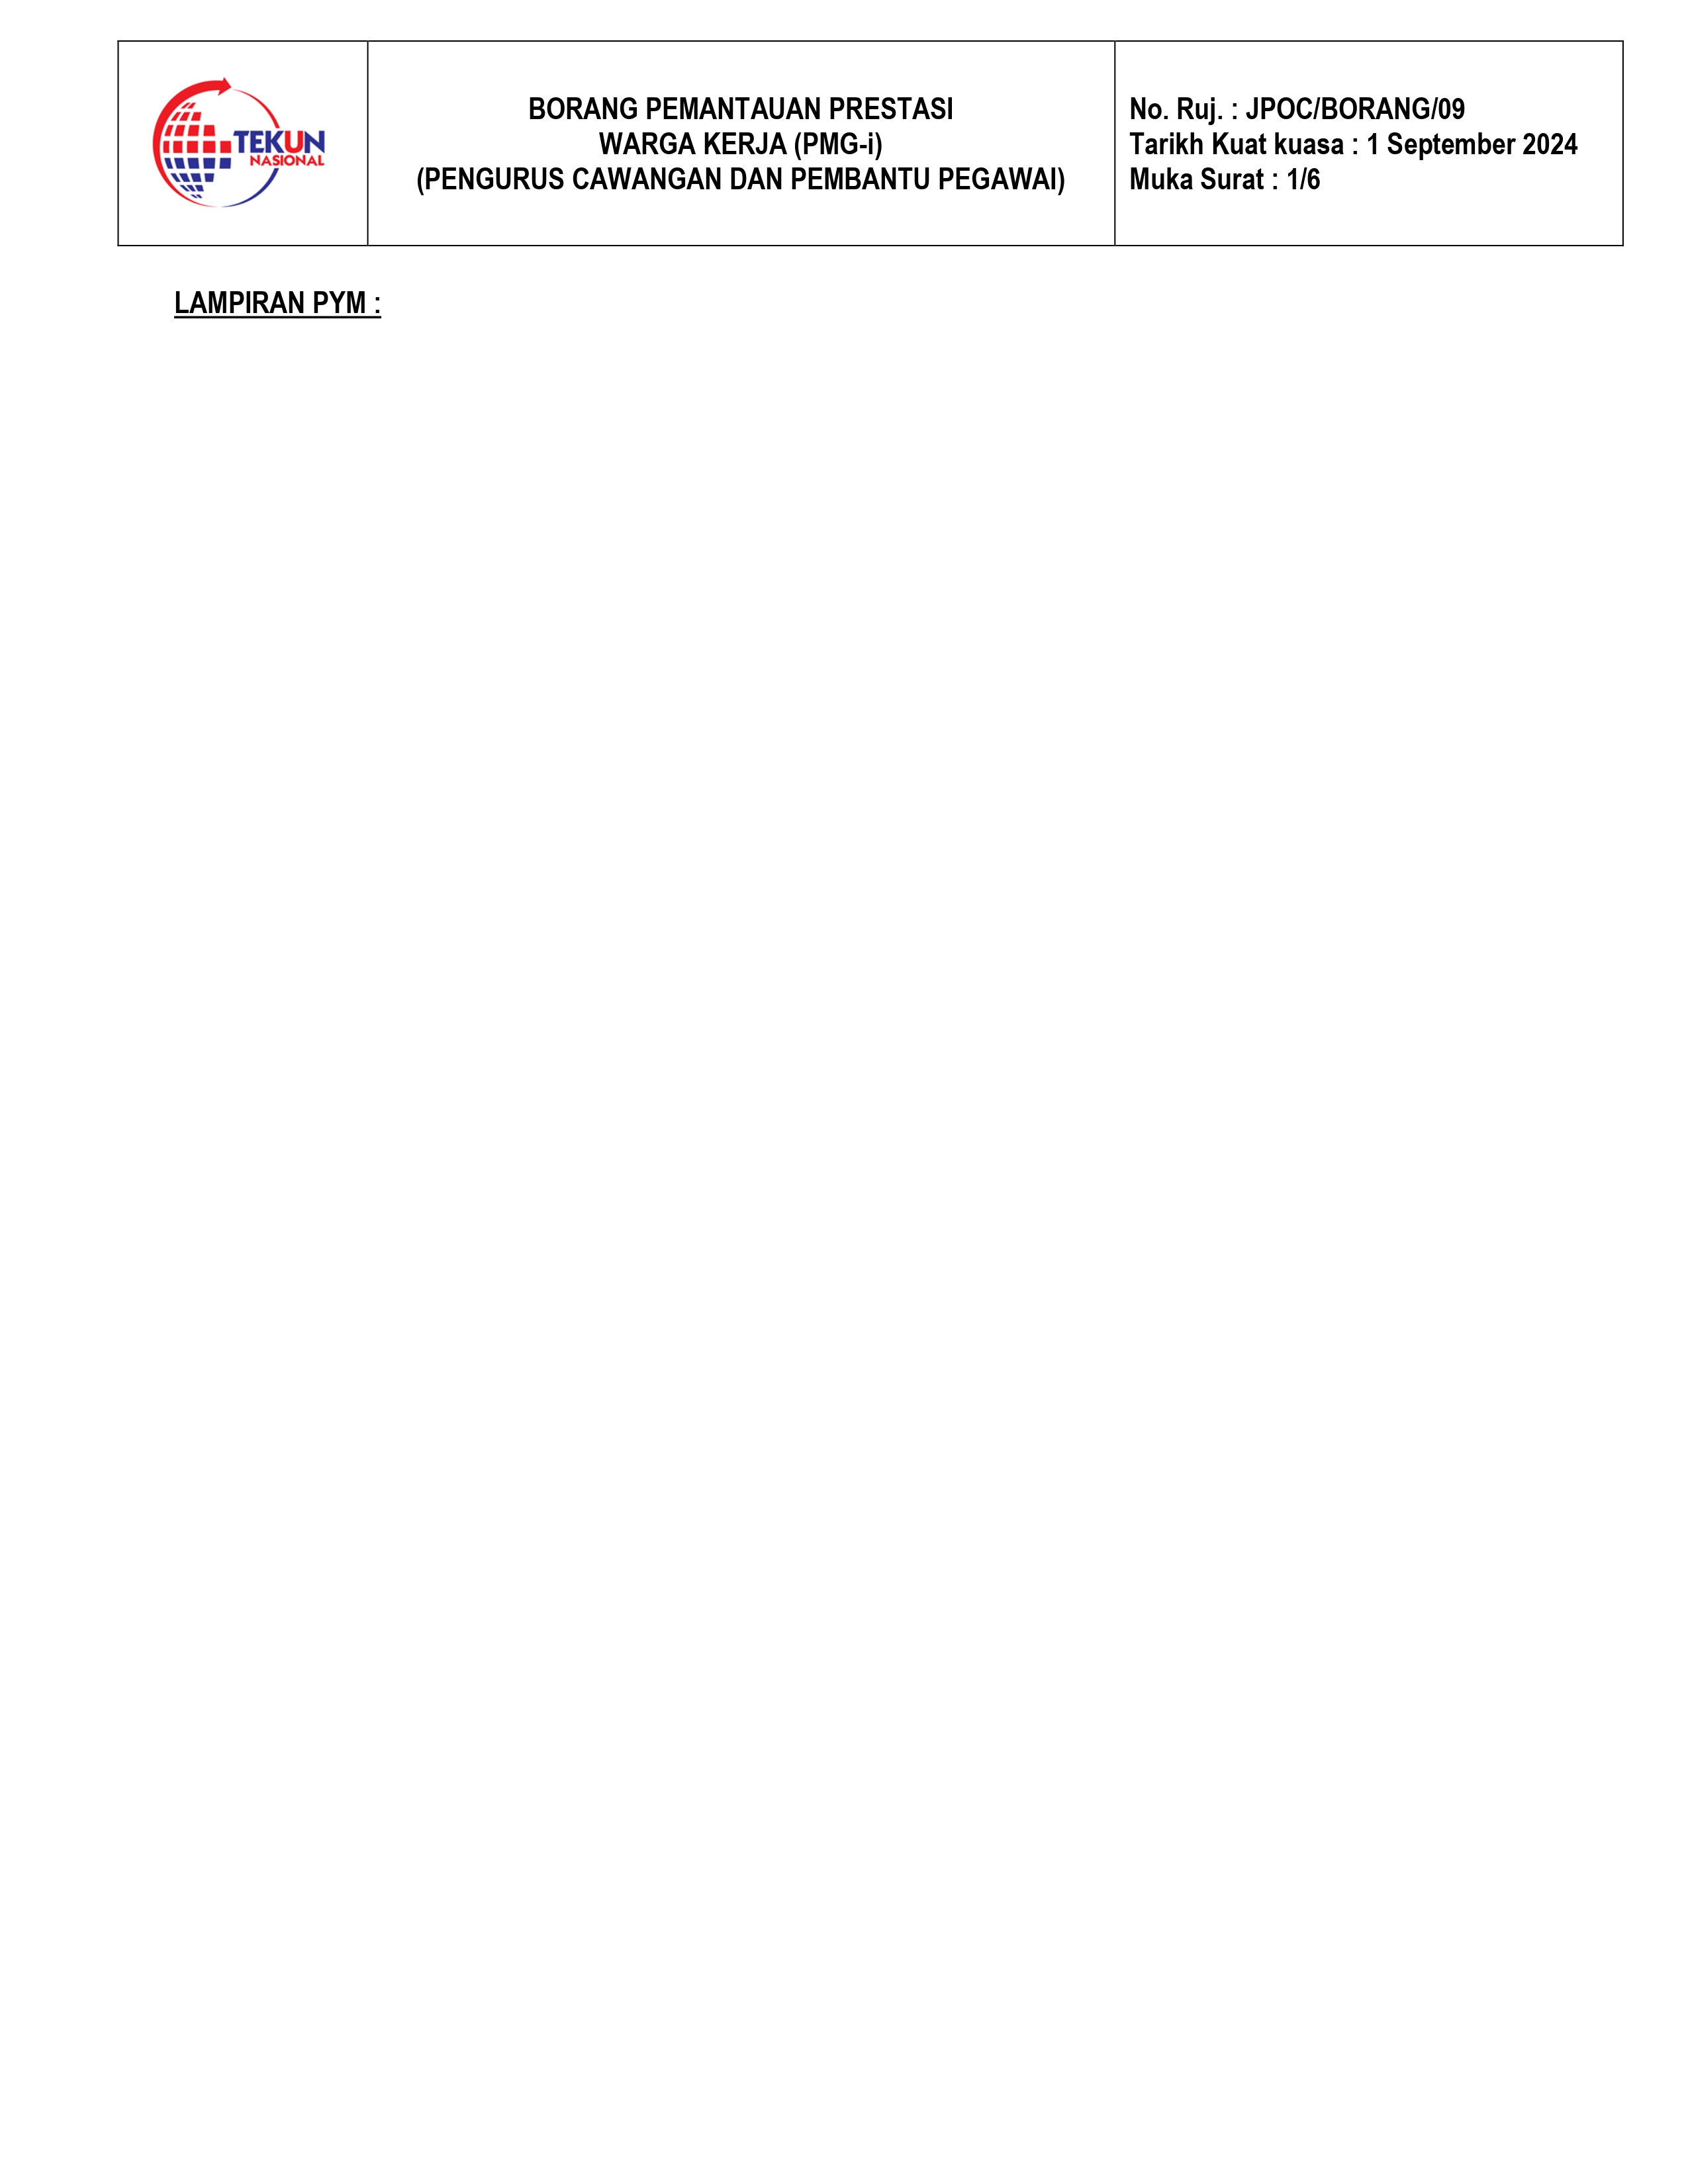 TEKUN
NASIONAL
BORANG PEMANTAUAN PRESTASI
WARGA KERJA (PMG-i)
(PENGURUS CAWANGAN DAN PEMBANTU PEGAWAI)
No. Ruj. : JPOC/BORANG/09
Tarikh Kuat kuasa : 1 September 2024
Muka Surat : 1/6
LAMPIRAN PYM :